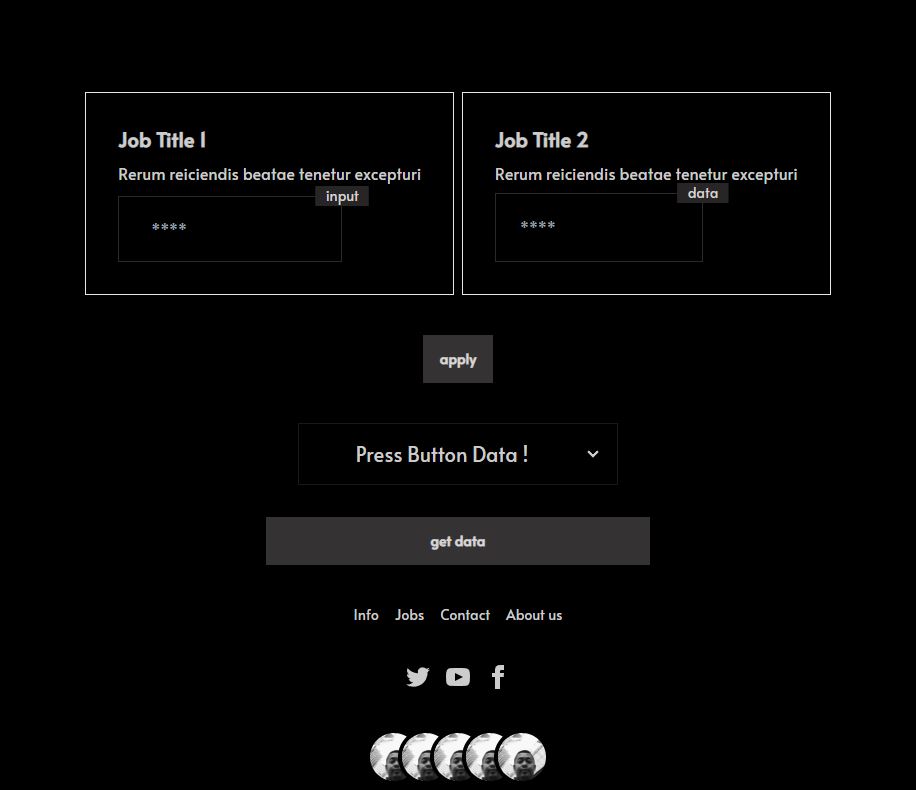 Job Title 1
Rerum reiciendis beatae tenetur excepturi
input
****
Job Title 2
Rerum reiciendis beatae tenetur excepturi
data
****
apply
Press Button Data !
get data
Info Jobs Contact About us